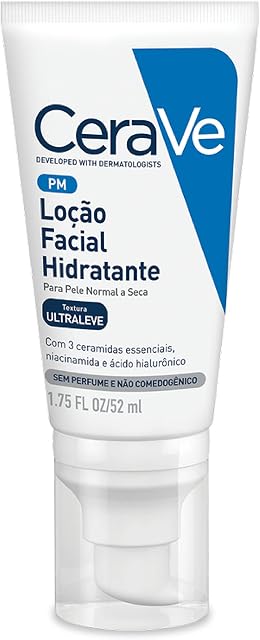 CeraVe
DEVELOPED WITH DERMATOLOGISTS
PM
Loção
Facial
Hidratante
Para Pele Normal a Seca
Textura
ULTRALEVE
Com 3 ceramidas essenciais,
niacinamida e ácido hialurônico
SEM PERFUME E NÃO COMEDOGÊNICO
1.75 FL OZ/52 ml